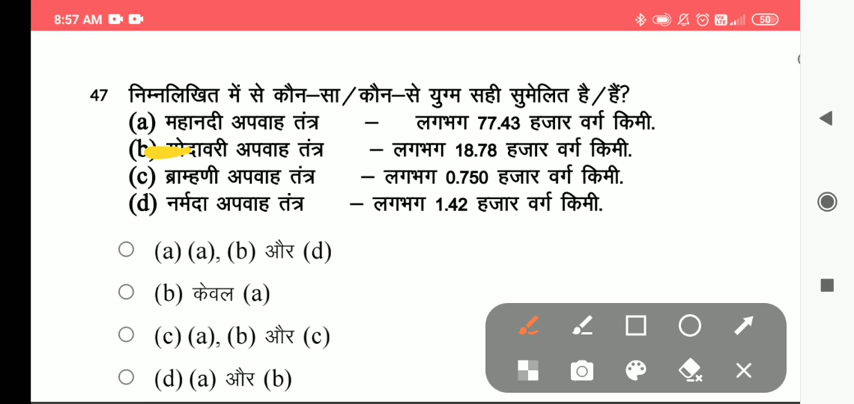 8:57 AM
50
47 निम्नलिखित में से कौन–सा/कौन–से युग्म सही सुमेलित है/हैं?
(a) महानदी अपवाह तंत्र – लगभग 77.43 हजार वर्ग किमी.
(b) गोदावरी अपवाह तंत्र – लगभग 18.78 हजार वर्ग किमी.
(c) ब्राम्हणी अपवाह तंत्र – लगभग 0.750 हजार वर्ग किमी.
(d) नर्मदा अपवाह तंत्र – लगभग 1.42 हजार वर्ग किमी.
(a) (a), (b) और (d)
(b) केवल (a)
(c) (a), (b) और (c)
(d) (a) और (b)